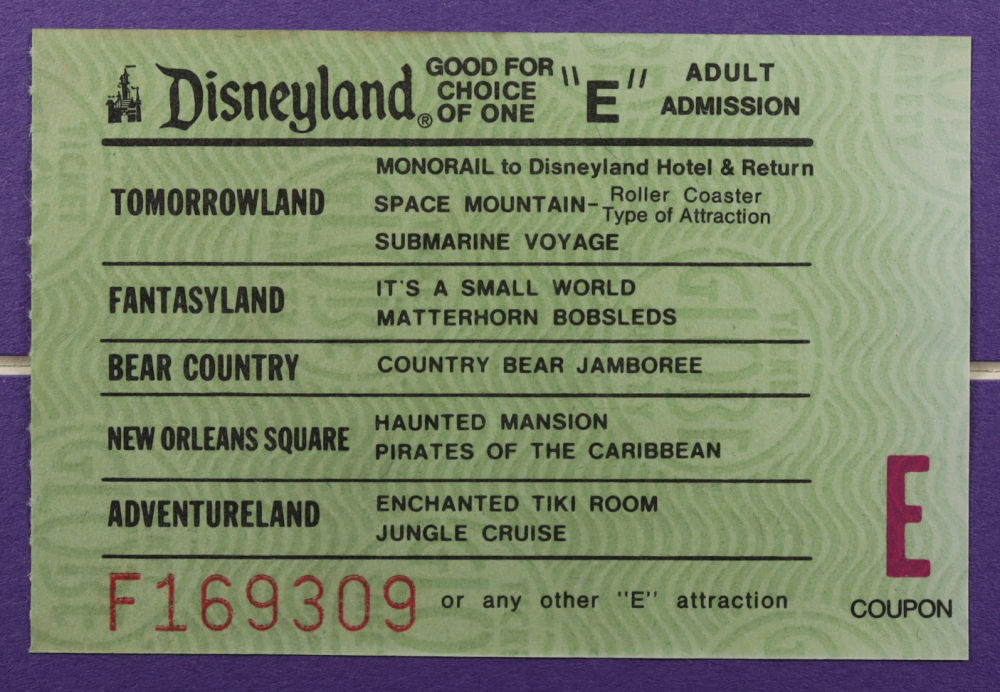 Disneyland® GOOD FOR CHOICE OF ONE "E" ADULT ADMISSION
TOMORROWLAND
MONORAIL to Disneyland Hotel & Return
SPACE MOUNTAIN- Roller Coaster Type of Attraction
SUBMARINE VOYAGE
FANTASYLAND
IT'S A SMALL WORLD
MATTERHORN BOBSLEDS
BEAR COUNTRY
COUNTRY BEAR JAMBOREE
NEW ORLEANS SQUARE
HAUNTED MANSION
PIRATES OF THE CARIBBEAN
ADVENTURELAND
ENCHANTED TIKI ROOM
JUNGLE CRUISE
F169309
or any other "E" attraction
E
COUPON